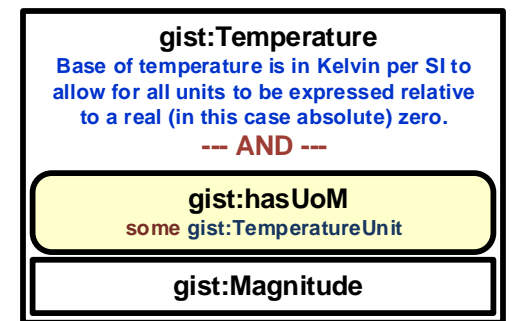 gist:Temperature
Base of temperature is in Kelvin per SI to
allow for all units to be expressed relative
to a real (in this case absolute) zero.
--- AND ---
gist:hasUoM
some gist:TemperatureUnit
gist:Magnitude